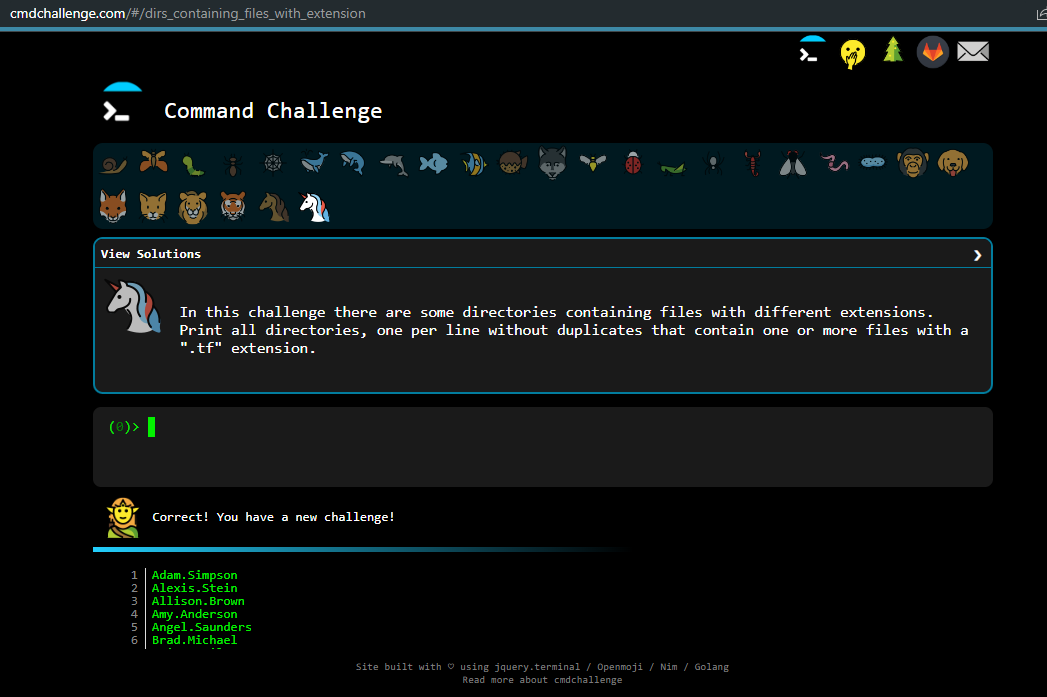 cmdchallenge.com/#/dirs_containing_files_with_extension
Command Challenge
View Solutions
In this challenge there are some directories containing files with different extensions.
Print all directories, one per line without duplicates that contain one or more files with a
".tf" extension.
(0)>
Correct! You have a new challenge!
1 Adam.Simpson
2 Alexis.Stein
3 Allison.Brown
4 Amy.Anderson
5 Angel.Saunders
6 Brad.Michael
Site built with ♡ using jquery.terminal / Openmoji / Nim / Golang
Read more about cmdchallenge